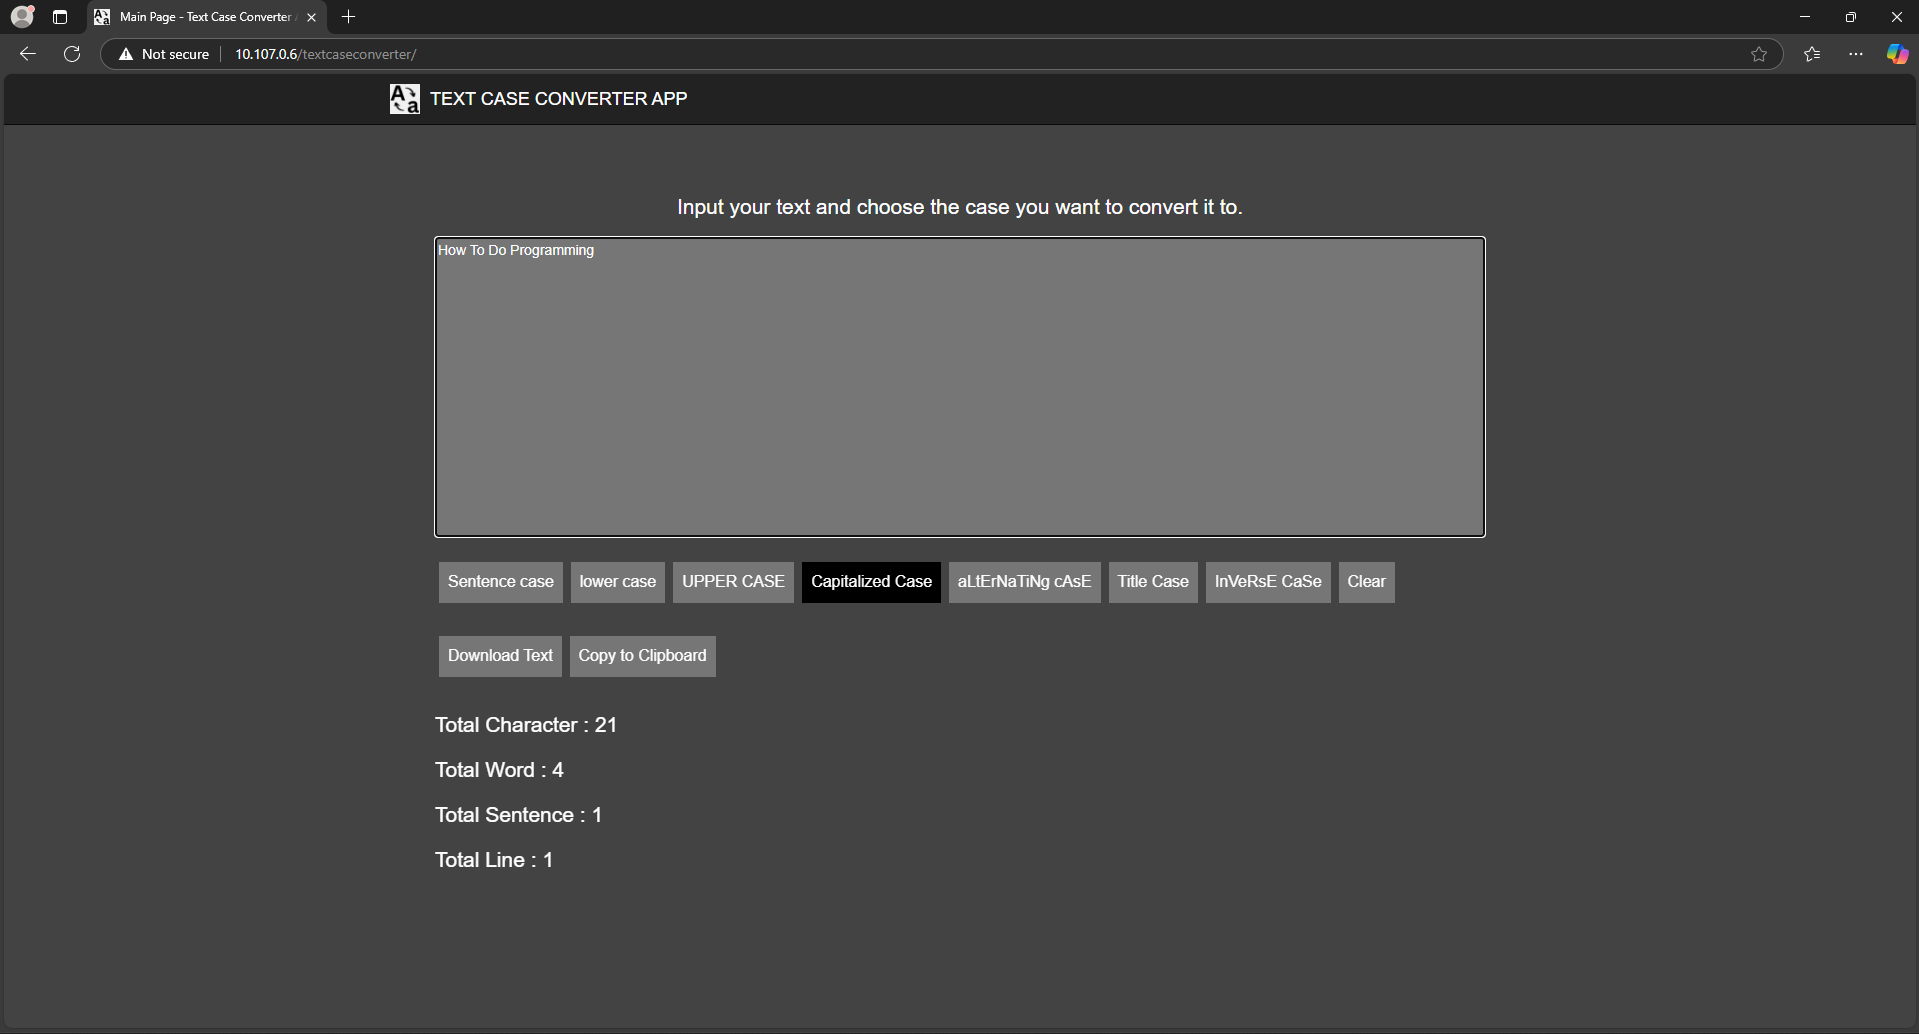 Main Page - Text Case Converter
Not secure
10.107.0.6/textcaseconverter/
TEXT CASE CONVERTER APP
Input your text and choose the case you want to convert it to.
How To Do Programming
Sentence case
lower case
UPPER CASE
Capitalized Case
aLtErNaTiNg cAsE
Title Case
InVeRsE CaSe
Clear
Download Text
Copy to Clipboard
Total Character : 21
Total Word : 4
Total Sentence : 1
Total Line : 1